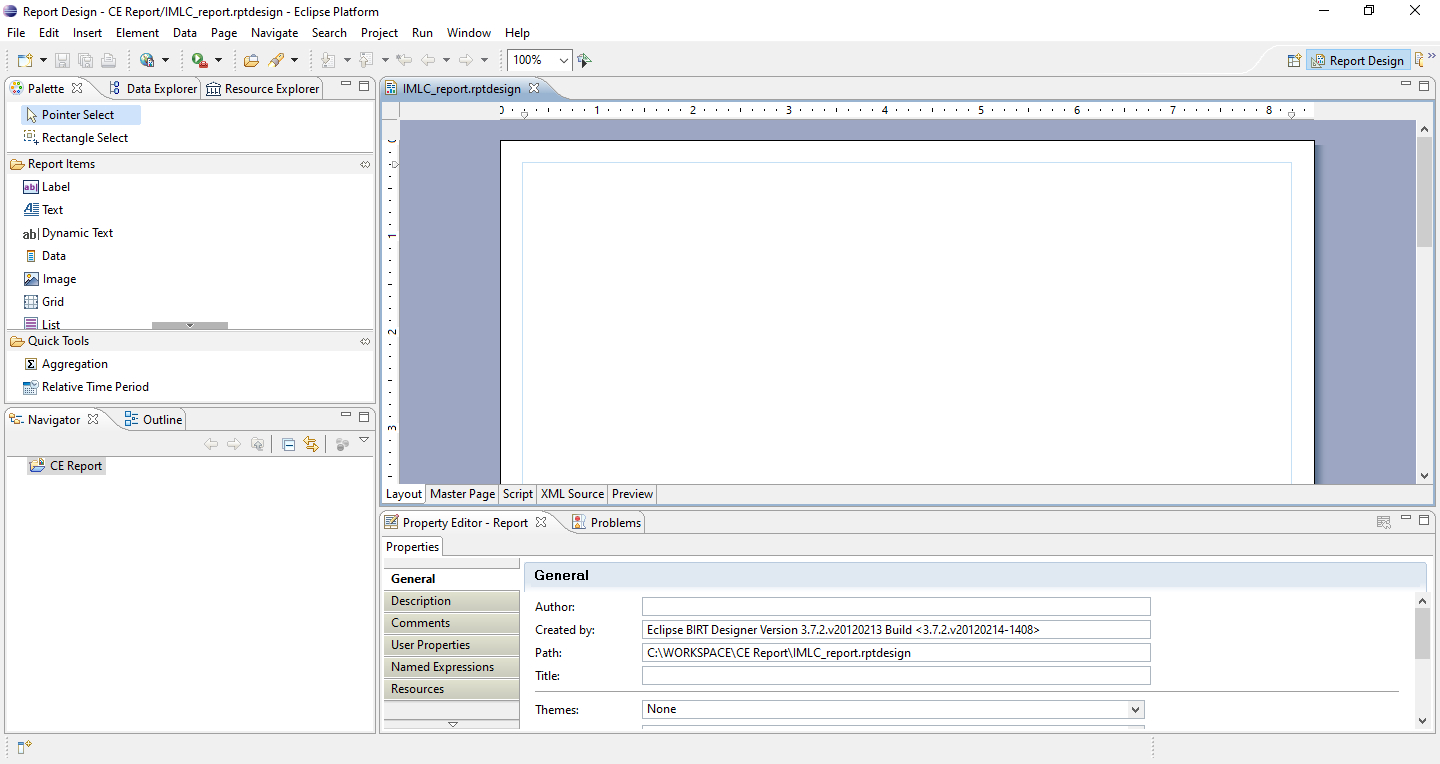 Report Design - CE Report/IMLC_report.rptdesign - Eclipse Platform
File Edit Insert Element Data Page Navigate Search Project Run Window Help
100% Report Design
Palette Data Explorer Resource Explorer
Pointer Select
Rectangle Select
Report Items
ab| Label
Text
ab| Dynamic Text
Data
Image
Grid
List
Quick Tools
Σ Aggregation
Relative Time Period
Navigator Outline
CE Report
IMLC_report.rptdesign
0 1 2 3 4 5 6 7 8
0
1
2
3
Layout Master Page Script XML Source Preview
Property Editor - Report Problems
Properties
General
Description
Comments
User Properties
Named Expressions
Resources
General
Author:
Created by: Eclipse BIRT Designer Version 3.7.2.v20120213 Build <3.7.2.v20120214-1408>
Path: C:\WORKSPACE\CE Report\IMLC_report.rptdesign
Title:
Themes: None